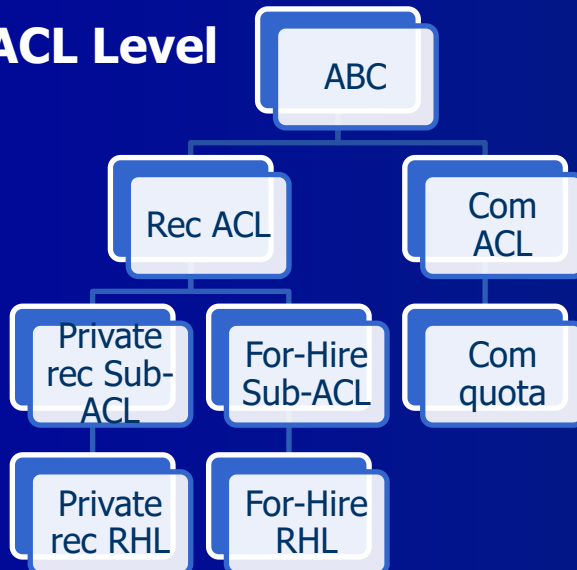 ACL Level
ABC
Rec ACL
Com
ACL
Private
rec Sub-
ACL
For-Hire
Sub-ACL
Com
quota
Private
rec RHL
For-Hire
RHL